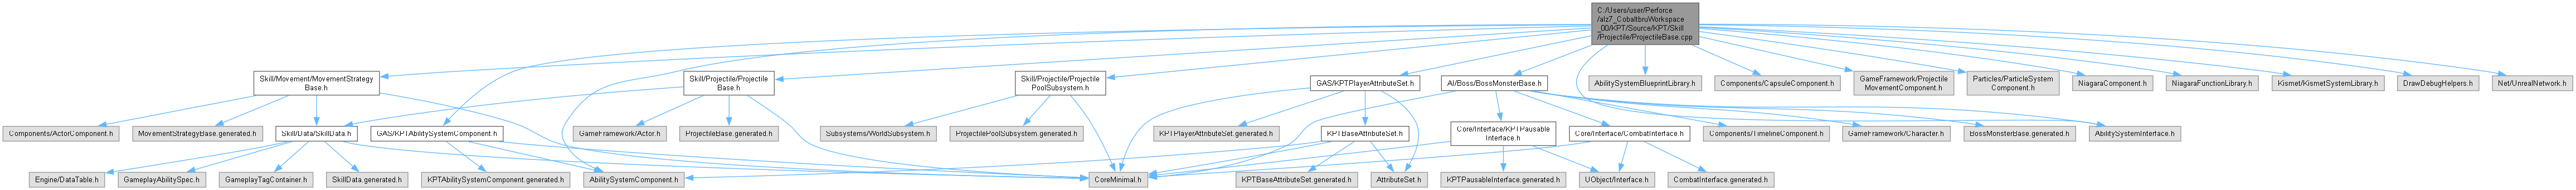 C:/Users/user/Perforce
/alz7_CobaltbruWorkspace
_00/KPT/Source/KPT/Skill
/Projectile/ProjectileBase.cpp
Skill/Movement/MovementStrategy
Base.h
Skill/Projectile/Projectile
Base.h
Skill/Projectile/Projectile
PoolSubsystem.h
GAS/KPTPlayerAttributeSet.h
AI/Boss/BossMonsterBase.h
AbilitySystemBlueprintLibrary.h
Components/CapsuleComponent.h
GameFramework/Projectile
MovementComponent.h
Particles/ParticleSystem
Component.h
NiagaraComponent.h
NiagaraFunctionLibrary.h
Kismet/KismetSystemLibrary.h
DrawDebugHelpers.h
Net/UnrealNetwork.h
Components/ActorComponent.h
MovementStrategyBase.generated.h
Skill/Data/SkillData.h
GAS/KPTAbilitySystemComponent.h
GameFramework/Actor.h
ProjectileBase.generated.h
Subsystems/WorldSubsystem.h
ProjectilePoolSubsystem.generated.h
KPTPlayerAttributeSet.generated.h
KPTBaseAttributeSet.h
Core/Interface/KPTPausable
Interface.h
Core/Interface/CombatInterface.h
Components/TimelineComponent.h
GameFramework/Character.h
BossMonsterBase.generated.h
AbilitySystemInterface.h
Engine/DataTable.h
GameplayAbilitySpec.h
GameplayTagContainer.h
SkillData.generated.h
KPTAbilitySystemComponent.generated.h
AbilitySystemComponent.h
CoreMinimal.h
KPTBaseAttributeSet.generated.h
AttributeSet.h
KPTPausableInterface.generated.h
UObject/Interface.h
CombatInterface.generated.h